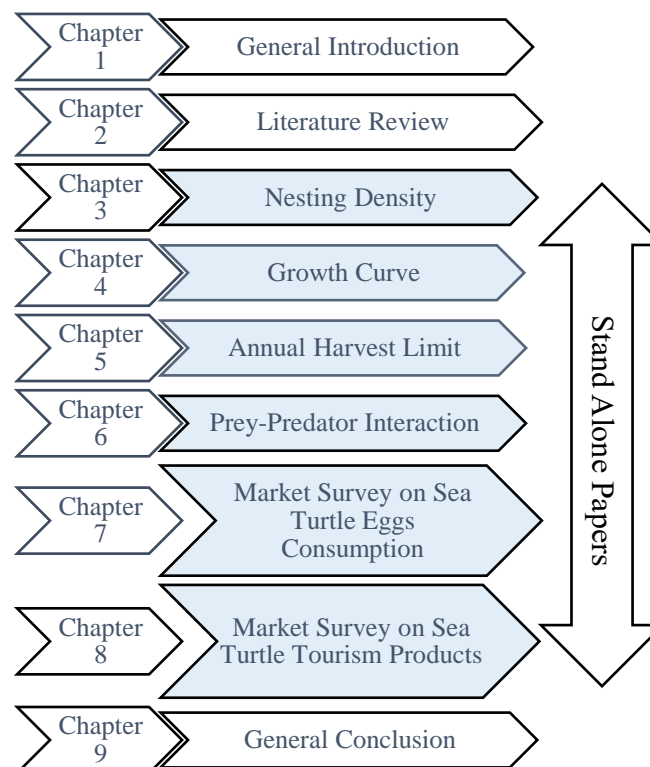 Chapter
1
General Introduction
Chapter
2
Literature Review
Chapter
3
Nesting Density
Chapter
4
Growth Curve
Chapter
5
Annual Harvest Limit
Chapter
6
Prey-Predator Interaction
Chapter
7
Market Survey on Sea
Turtle Eggs
Consumption
Chapter
8
Market Survey on Sea
Turtle Tourism Products
Chapter
9
General Conclusion
Stand Alone Papers